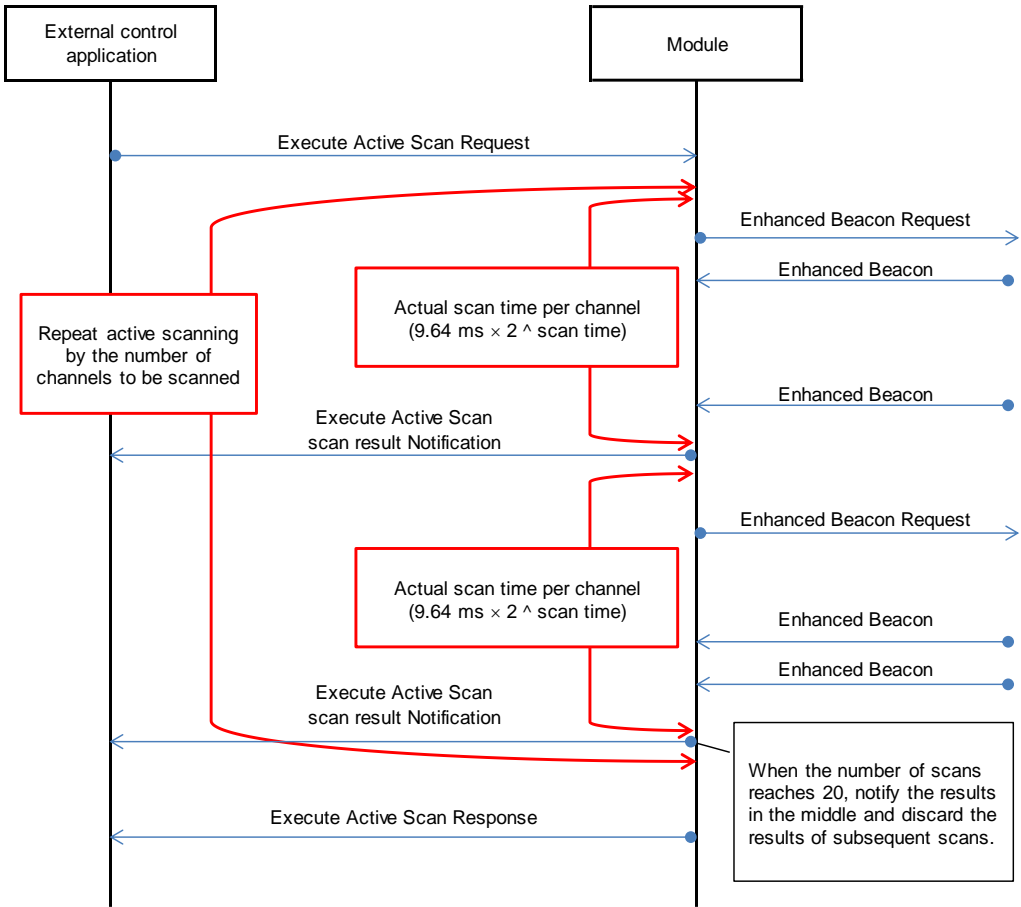 External control
application
Module
Execute Active Scan Request
Enhanced Beacon Request
Enhanced Beacon
Actual scan time per channel
(9.64 ms × 2 ^ scan time)
Repeat active scanning
by the number of
channels to be scanned
Enhanced Beacon
Execute Active Scan
scan result Notification
Enhanced Beacon Request
Actual scan time per channel
(9.64 ms × 2 ^ scan time)
Enhanced Beacon
Enhanced Beacon
Execute Active Scan
scan result Notification
When the number of scans
reaches 20, notify the results
in the middle and discard the
results of subsequent scans.
Execute Active Scan Response